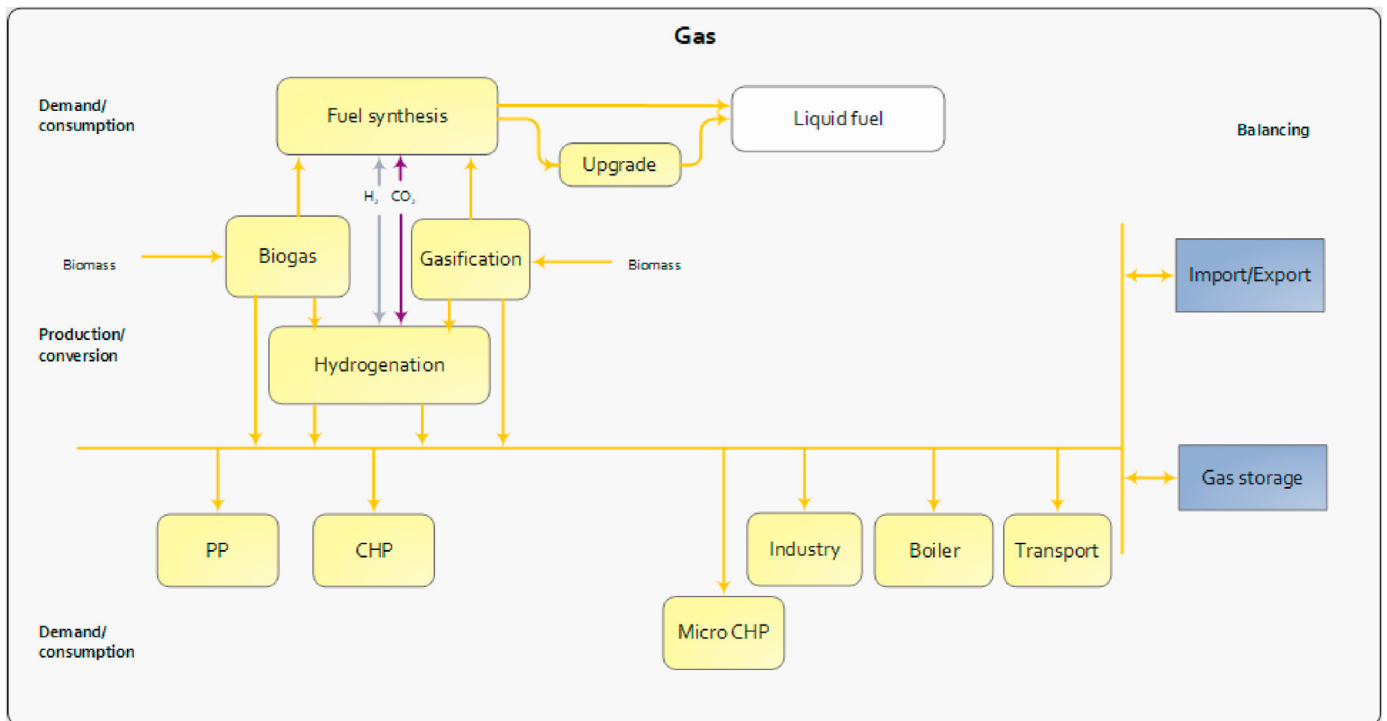 Gas
Demand/
consumption
Fuel synthesis
Liquid fuel
Balancing
Upgrade
H₂ CO₂
Biogas
Gasification
Biomass
Biomass
Import/Export
Production/
conversion
Hydrogenation
Gas storage
PP
CHP
Industry
Boiler
Transport
Demand/
consumption
Micro CHP